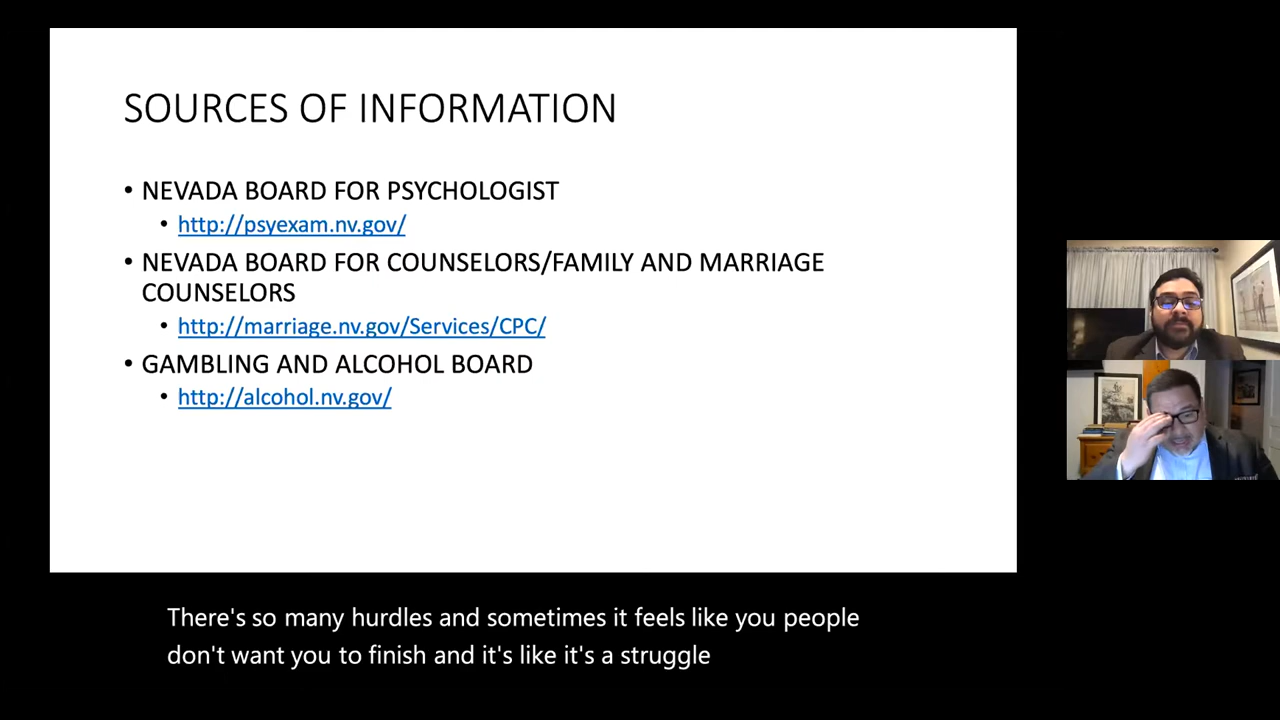 SOURCES OF INFORMATION
• NEVADA BOARD FOR PSYCHOLOGIST
• http://psyexam.nv.gov/
• NEVADA BOARD FOR COUNSELORS/FAMILY AND MARRIAGE
COUNSELORS
• http://marriage.nv.gov/Services/CPC/
• GAMBLING AND ALCOHOL BOARD
• http://alcohol.nv.gov/
There's so many hurdles and sometimes it feels like you people
don't want you to finish and it's like it's a struggle